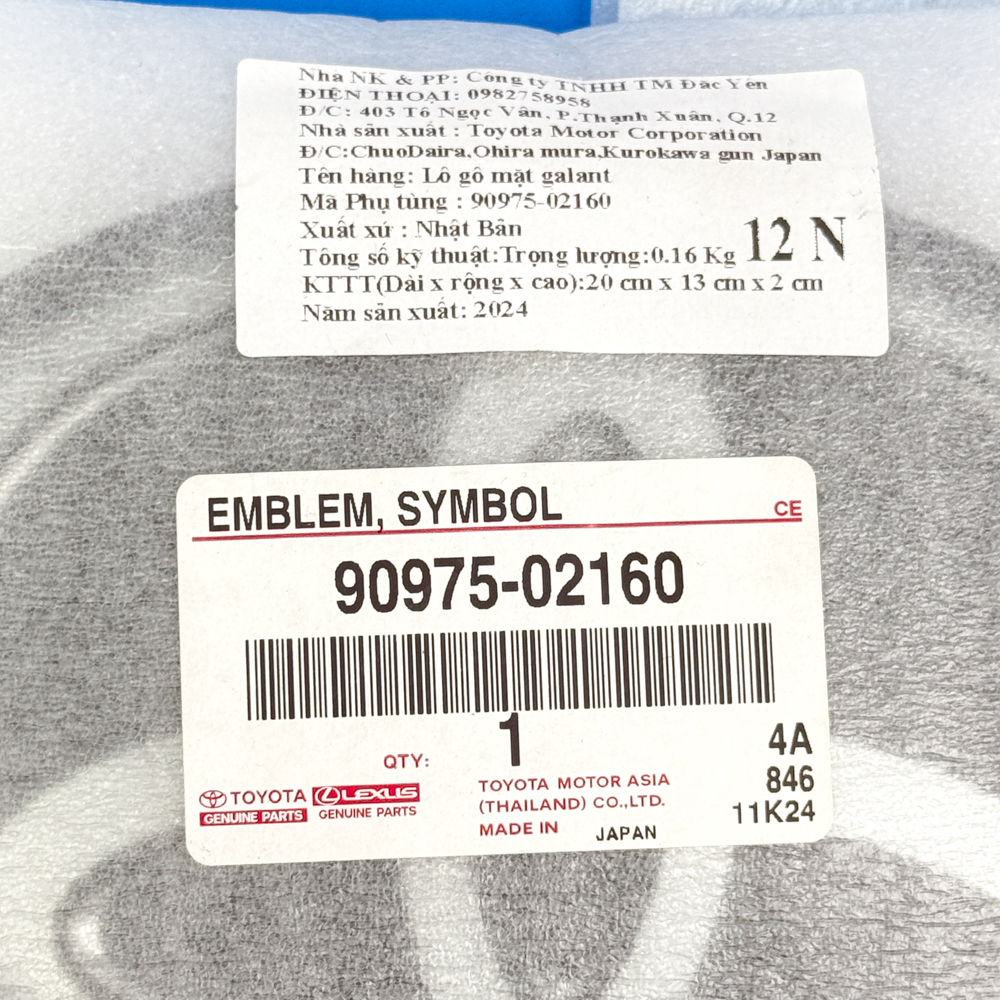 Nhà NK & PP: Công ty TNHH TM Đắc Yến
ĐIỆN THOẠI: 0982758958
Đ/C: 403 Tô Ngọc Vân, P.Thạnh Xuân, Q.12
Nhà sản xuất : Toyota Motor Corporation
Đ/C:ChuoDaira,Ohira mura,Kurokawa gun Japan
Tên hàng: Lô gô mặt galant
Mã Phụ tùng : 90975-02160
Xuất xứ : Nhật Bản
12 N
Tông số kỹ thuật:Trọng lượng:0.16 Kg
KTTT(Dài x rộng x cao):20 cm x 13 cm x 2 cm
Năm sản xuất: 2024
EMBLEM, SYMBOL
CE
90975-02160
QTY: 1
4A
846
11K24
TOYOTA LEXUS
GENUINE PARTS GENUINE PARTS
TOYOTA MOTOR ASIA
(THAILAND) CO.,LTD.
MADE IN JAPAN